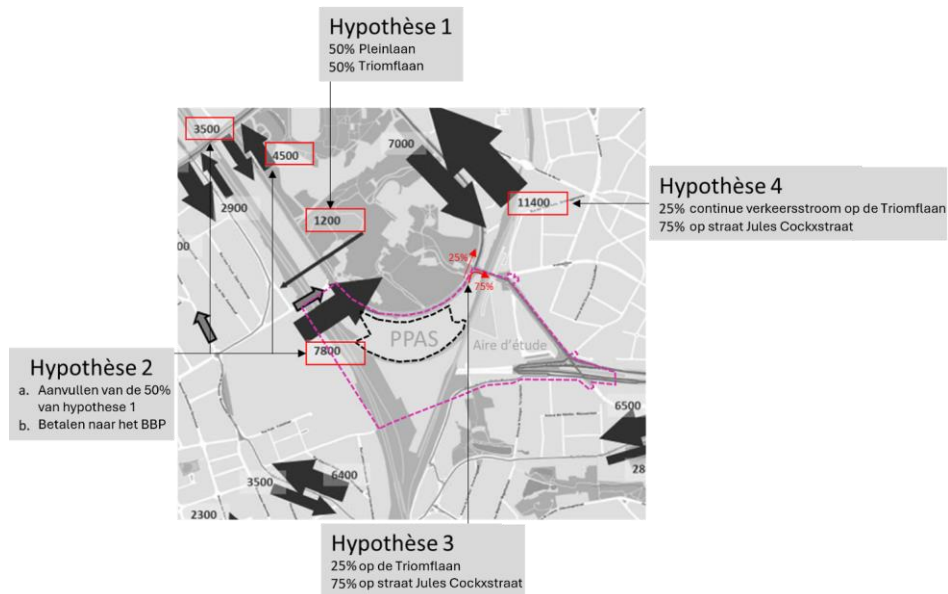 Hypothèse 1
50% Pleinlaan
50% Triomflaan
3500
4500
7000
2900
1200
11400
Hypothèse 4
25% continue verkeersstroom op de Triomflaan
75% op straat Jules Cockxstraat
00
25%
75%
PPAS
Aire d'étude
7800
Hypothèse 2
a. Aanvullen van de 50%
van hypothese 1
b. Betalen naar het BBP
6500
28
3500
6400
2300
Hypothèse 3
25% op de Triomflaan
75% op straat Jules Cockxstraat